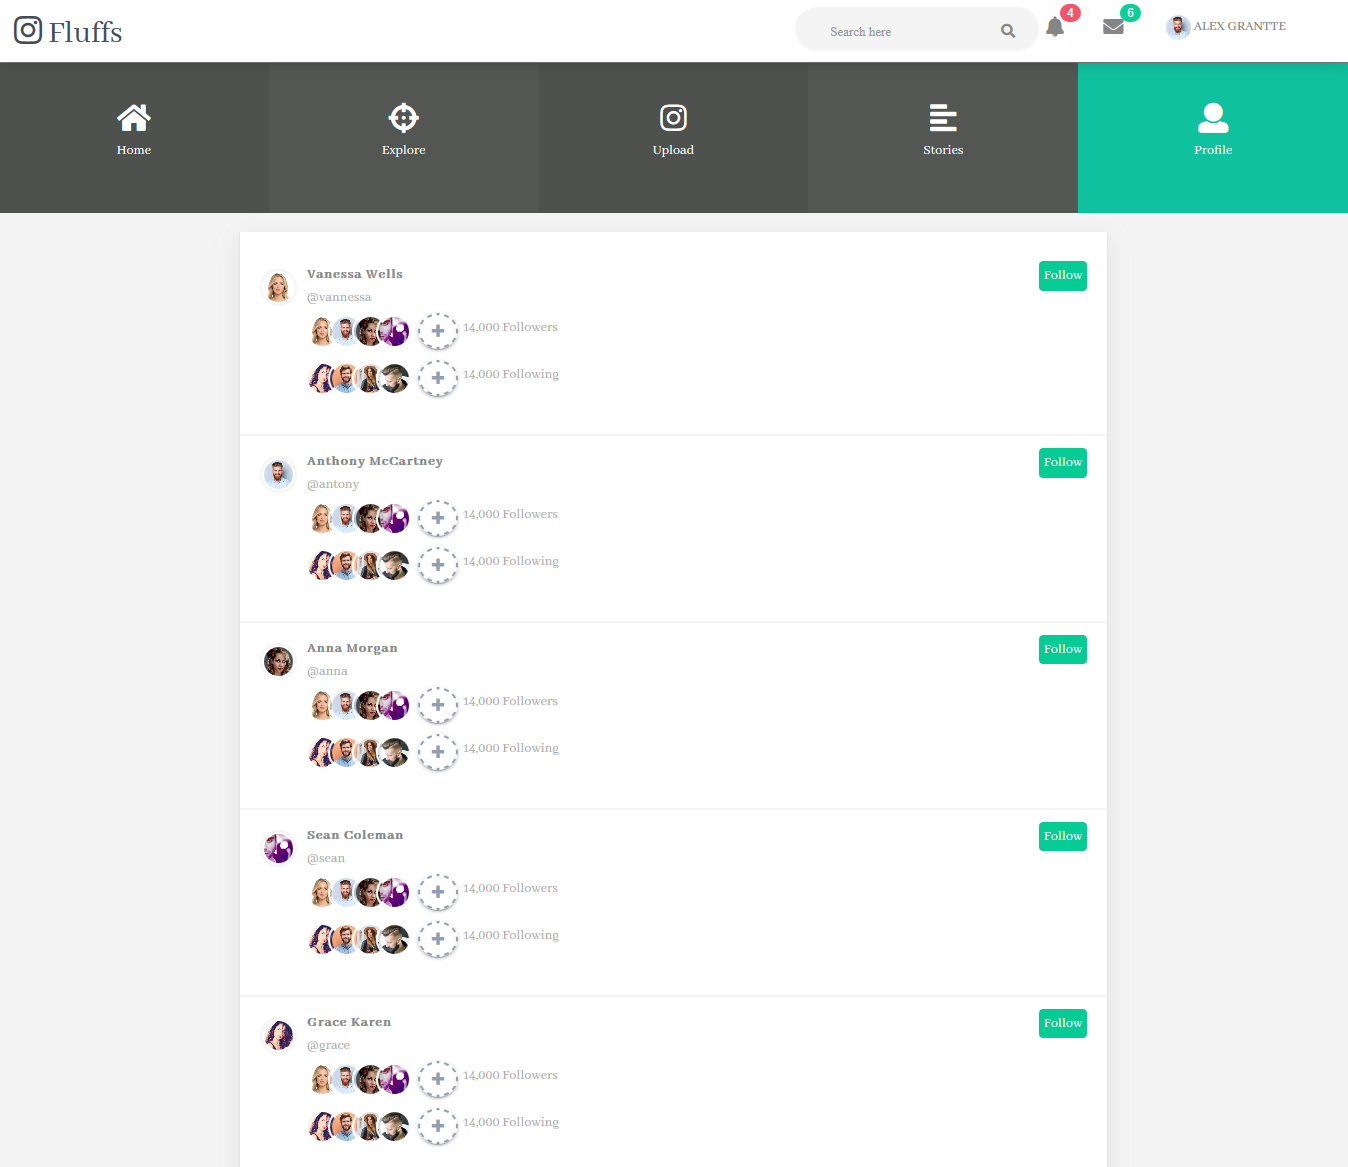 Fluffs
Search here
4
6
ALEX GRANTTE
Home
Explore
Upload
Stories
Profile
Vanessa Wells
Follow
@vannessa
14,000 Followers
14,000 Following
Anthony McCartney
Follow
@antony
14,000 Followers
14,000 Following
Anna Morgan
Follow
@anna
14,000 Followers
14,000 Following
Sean Coleman
Follow
@sean
14,000 Followers
14,000 Following
Grace Karen
Follow
@grace
14,000 Followers
14,000 Following